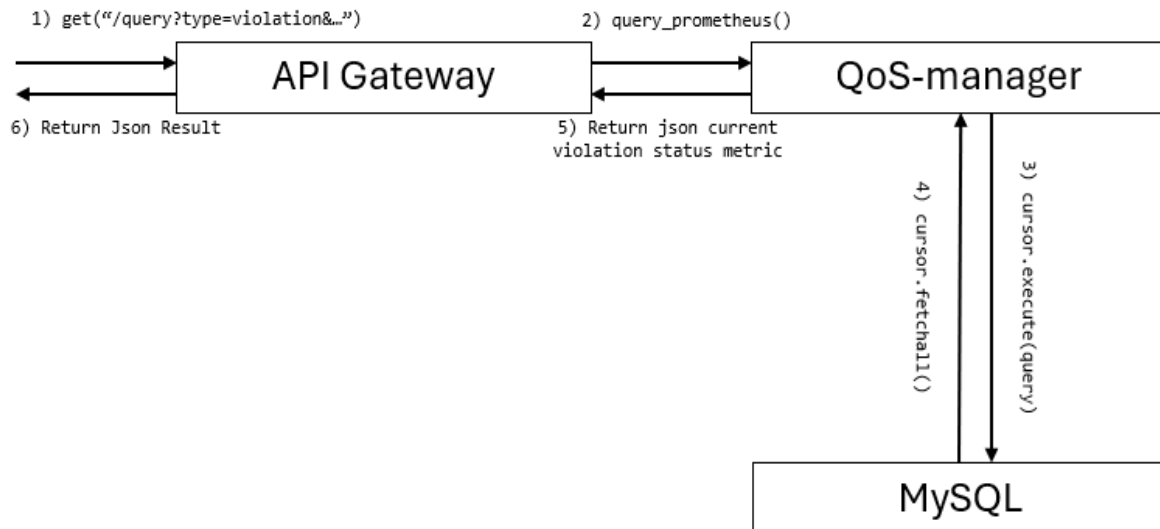 1) get(“/query?type=violation&…”)
2) query_prometheus()
API Gateway
QoS-manager
6) Return Json Result
5) Return json current
violation status metric
4) cursor.fetchall()
3) cursor.execute(query)
MySQL